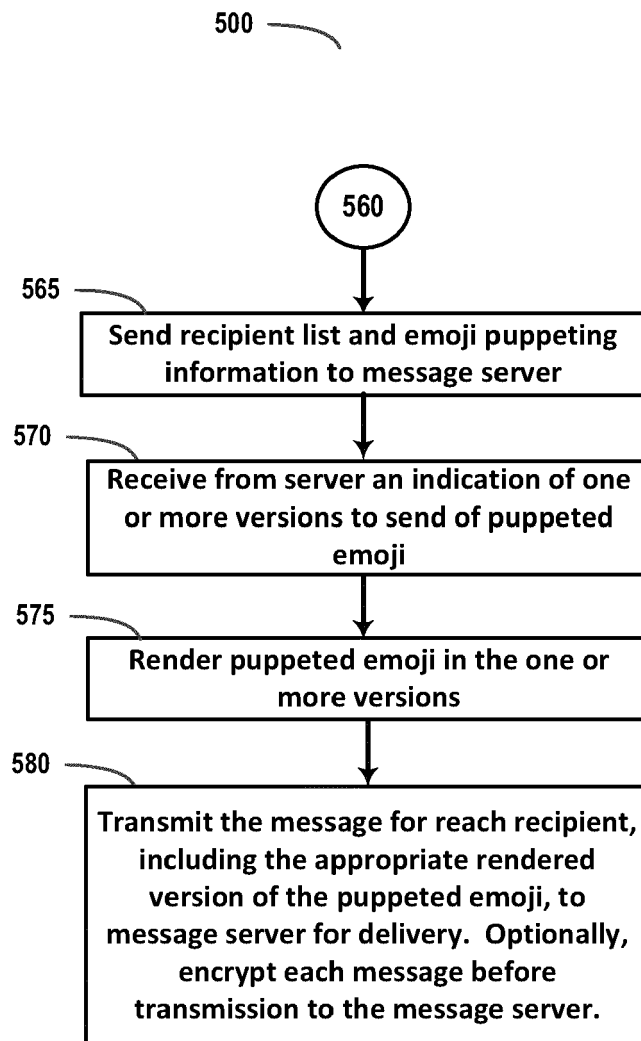 500
560
565
Send recipient list and emoji puppeting
information to message server
570
Receive from server an indication of one
or more versions to send of puppeted
emoji
575
Render puppeted emoji in the one or
more versions
580
Transmit the message for reach recipient,
including the appropriate rendered
version of the puppeted emoji, to
message server for delivery. Optionally,
encrypt each message before
transmission to the message server.